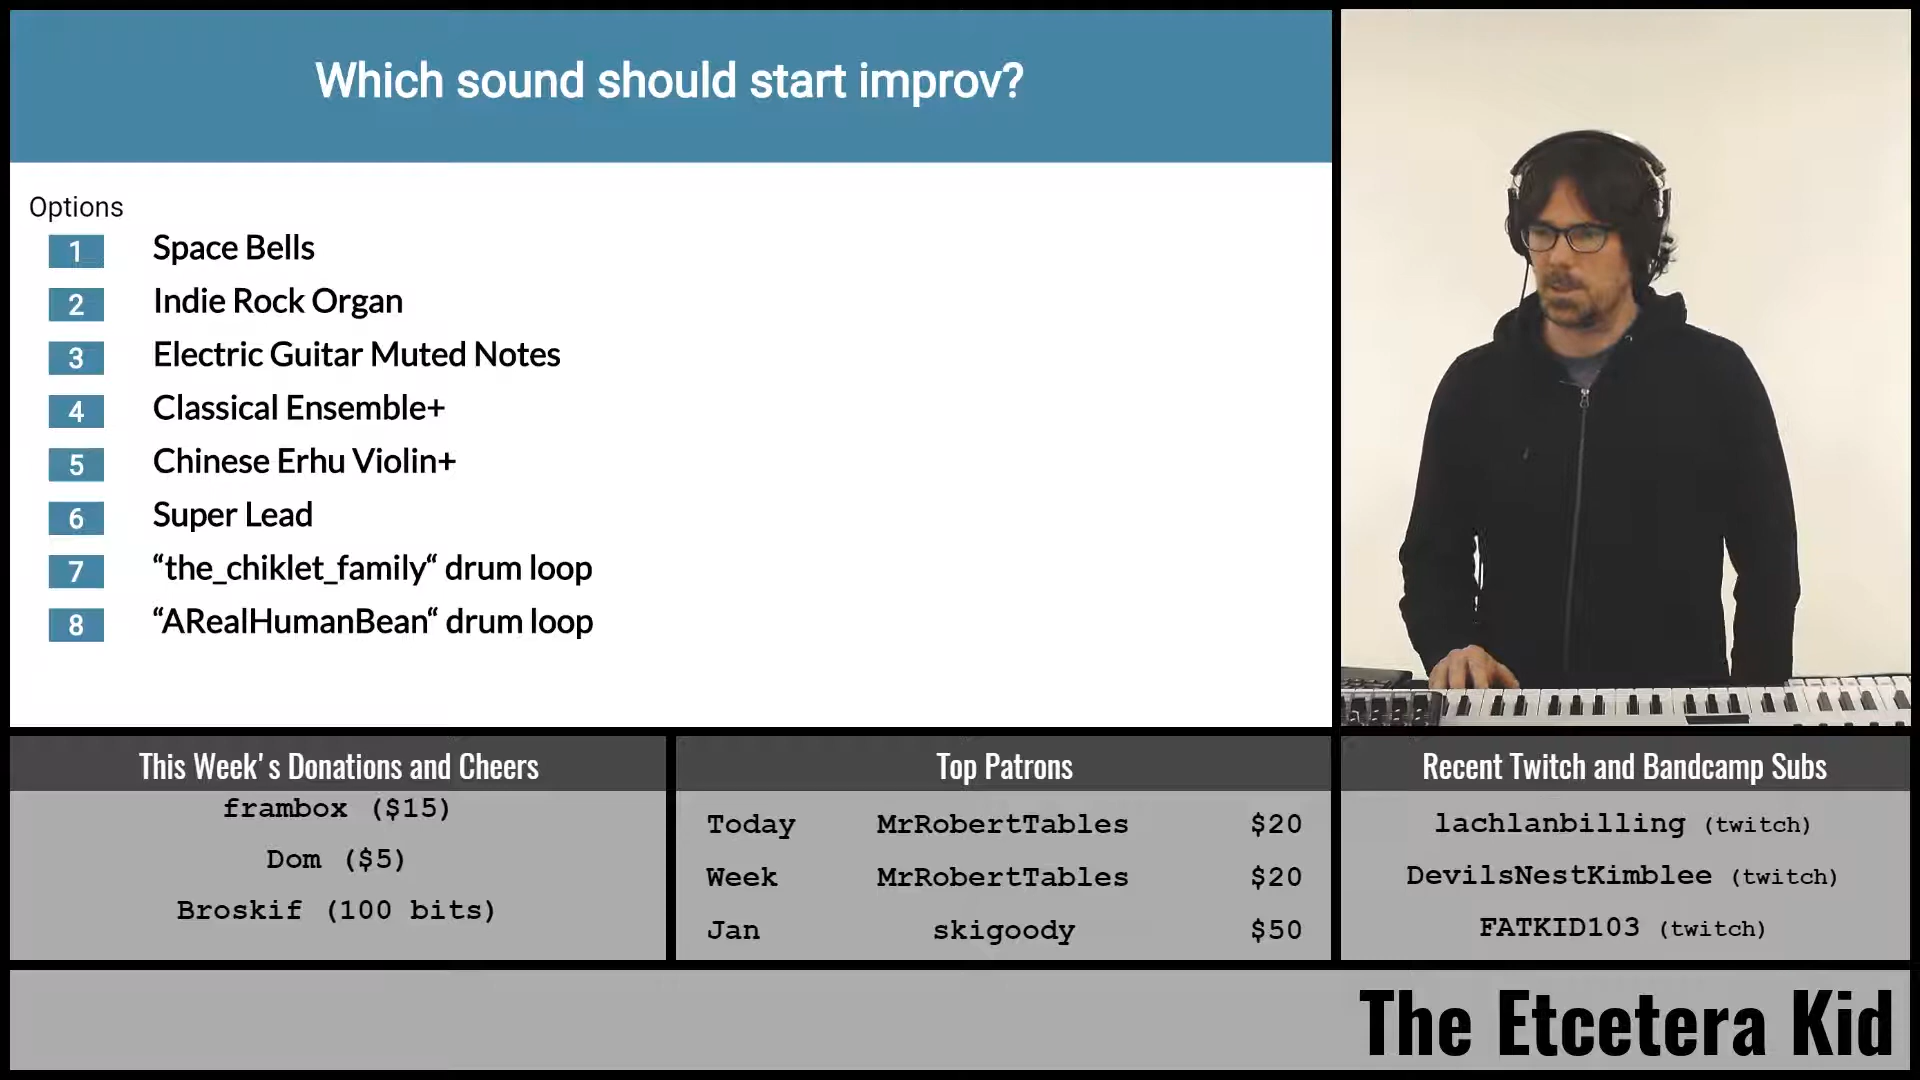 Which sound should start improv?
Options
1 Space Bells
2 Indie Rock Organ
3 Electric Guitar Muted Notes
4 Classical Ensemble+
5 Chinese Erhu Violin+
6 Super Lead
7 “the_chiklet_family“ drum loop
8 “ARealHumanBean“ drum loop
This Week's Donations and Cheers
frambox ($15)
Dom ($5)
Broskif (100 bits)
Top Patrons
Today MrRobertTables $20
Week MrRobertTables $20
Jan skigoody $50
Recent Twitch and Bandcamp Subs
lachlanbilling (twitch)
DevilsNestKimblee (twitch)
FATKID103 (twitch)
The Etcetera Kid